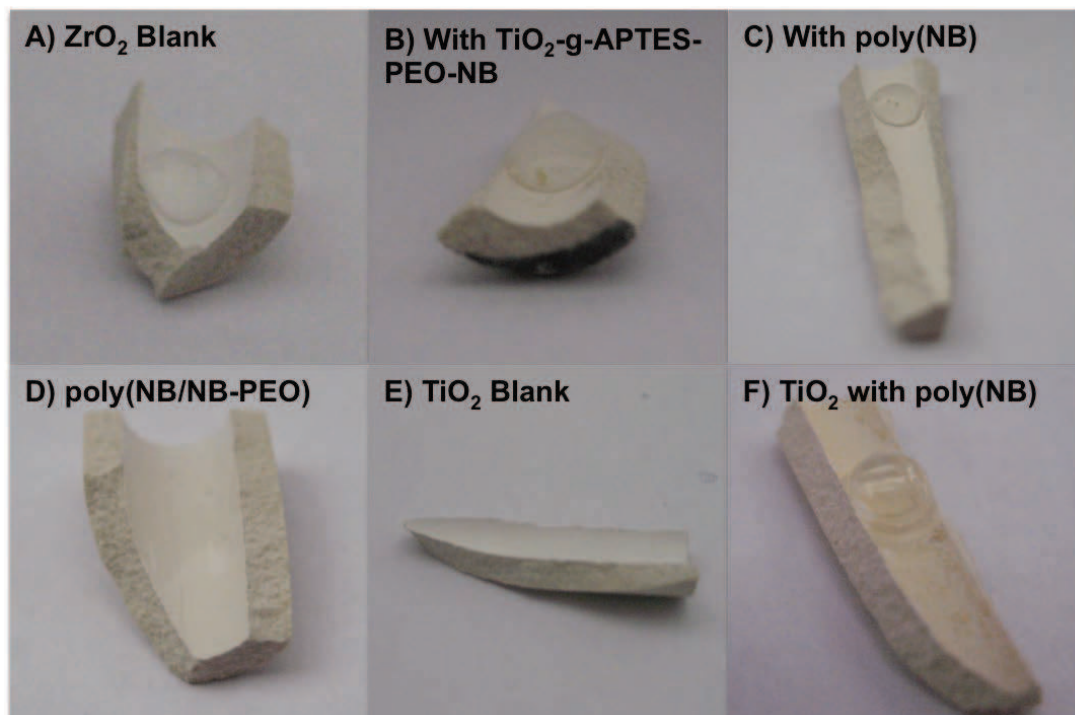 A) ZrO₂ Blank
B) With TiO₂-g-APTES-
PEO-NB
C) With poly(NB)
D) poly(NB/NB-PEO)
E) TiO₂ Blank
F) TiO₂ with poly(NB)